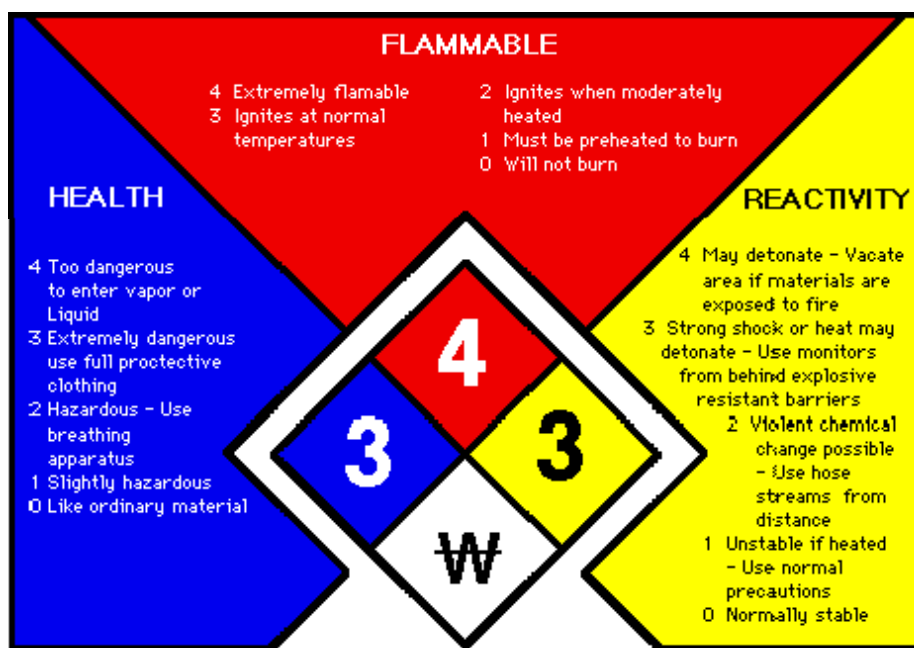 FLAMMABLE
4 Extremely flamable
3 Ignites at normal
temperatures
2 Ignites when moderately
heated
1 Must be preheated to burn
0 Will not burn
HEALTH
4 Too dangerous
to enter vapor or
Liquid
3 Extremely dangerous
use full proctective
clothing
2 Hazardous - Use
breathing
apparatus
1 Slightly hazardous
0 Like ordinary material
REACTIVITY
4 May detonate - Vacate
area if materials are
exposed to fire
3 Strong shock or heat may
detonate - Use monitors
from behind explosive
resistant barriers
2 Violent chemical
change possible
- Use hose
streams from
distance
1 Unstable if heated
- Use normal
precautions
0 Normally stable
4
3
3
W